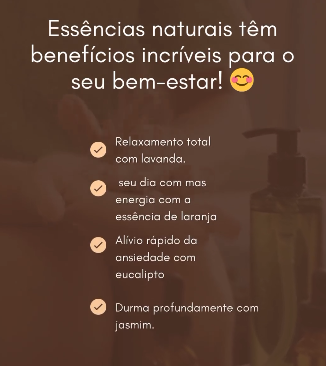 Essências naturais têm
benefícios incríveis para o
seu bem-estar! 😊
Relaxamento total
com lavanda.
seu dia com mas
energia com a
essência de laranja
Alívio rápido da
ansiedade com
eucalipto
Durma profundamente com
jasmim.